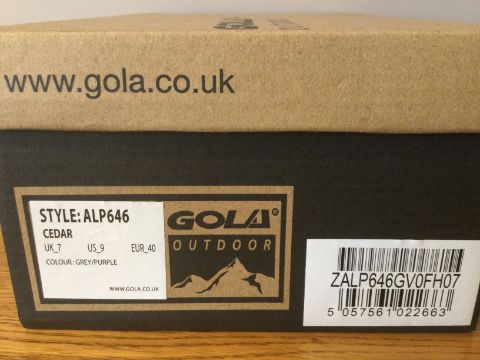 GOLA
www.gola.co.uk
STYLE: ALP646
CEDAR
UK_7 US_9 EUR_40
COLOUR: GREY/PURPLE
WWW.GOLA.CO.UK
GOLA®
OUTDOOR
ZALP646GV0FH07
5 057561 022663